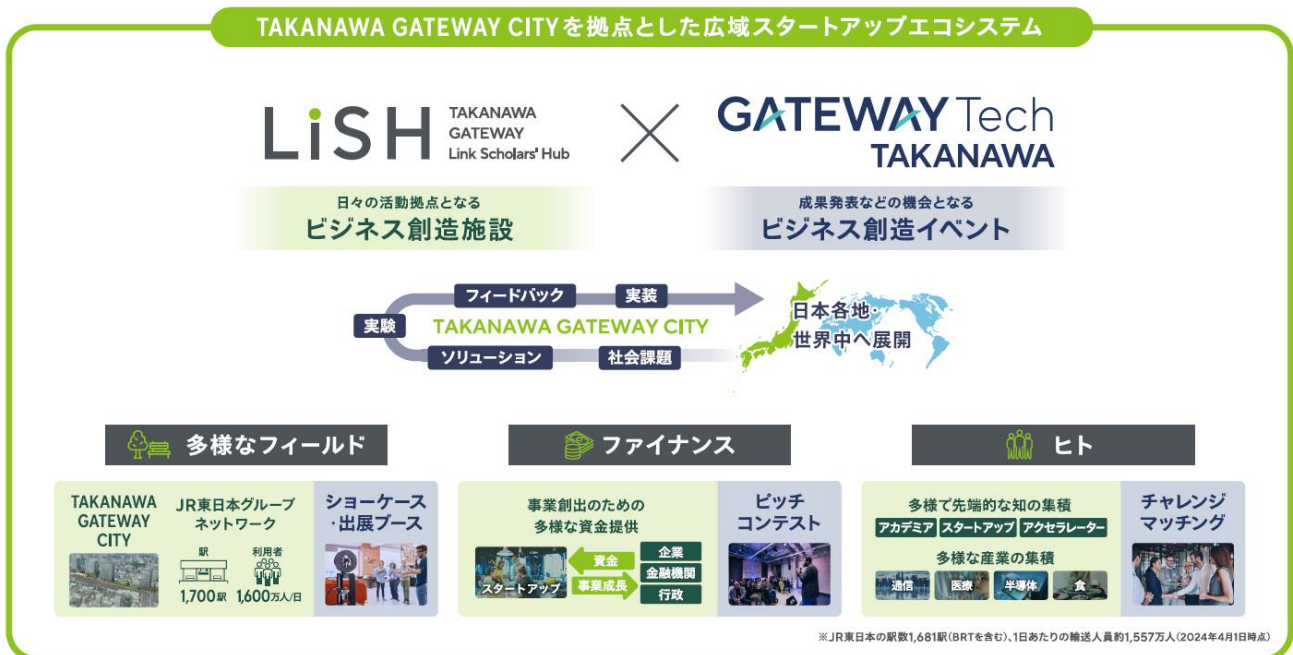 TAKANAWA GATEWAY CITYを拠点とした広域スタートアップエコシステム
LiSH
TAKANAWA
GATEWAY
Link Scholars' Hub
GATEWAY Tech
TAKANAWA
日々の活動拠点となる
ビジネス創造施設
成果発表などの機会となる
ビジネス創造イベント
フィードバック
実装
実験
TAKANAWA GATEWAY CITY
ソリューション
社会課題
日本各地・
世界中へ展開
多様なフィールド
TAKANAWA
GATEWAY
CITY
JR東日本グループ
ネットワーク
駅
利用者
1,700駅
1,600万人/日
ショーケース
・出展ブース
ファイナンス
事業創出のための
多様な資金提供
スタートアップ
資金
事業成長
企業
金融機関
行政
ピッチ
コンテスト
ヒト
多様で先端的な知の集積
アカデミア
スタートアップ
アクセラレーター
多様な産業の集積
通信
医療
半導体
食
チャレンジ
マッチング
※JR東日本の駅数1,681駅(BRTを含む)、1日あたりの輸送人員約1,557万人(2024年4月1日時点)